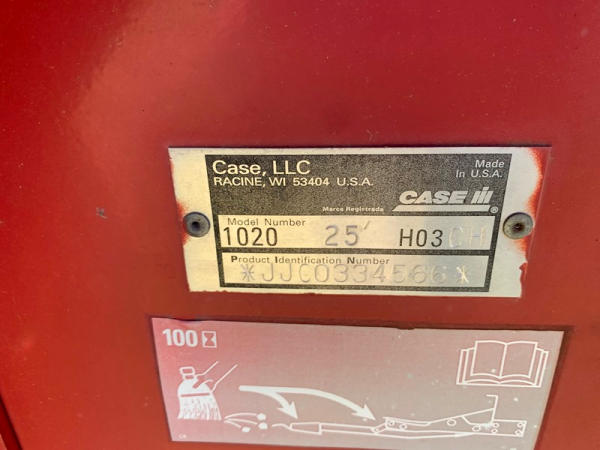 Case, LLC
RACINE, WI 53404 U.S.A.
Made
In U.S.A.
CASE IH
Marca Registrada
Model Number
1020 25' H03
Product Identification Number
*JJC0334566*
100